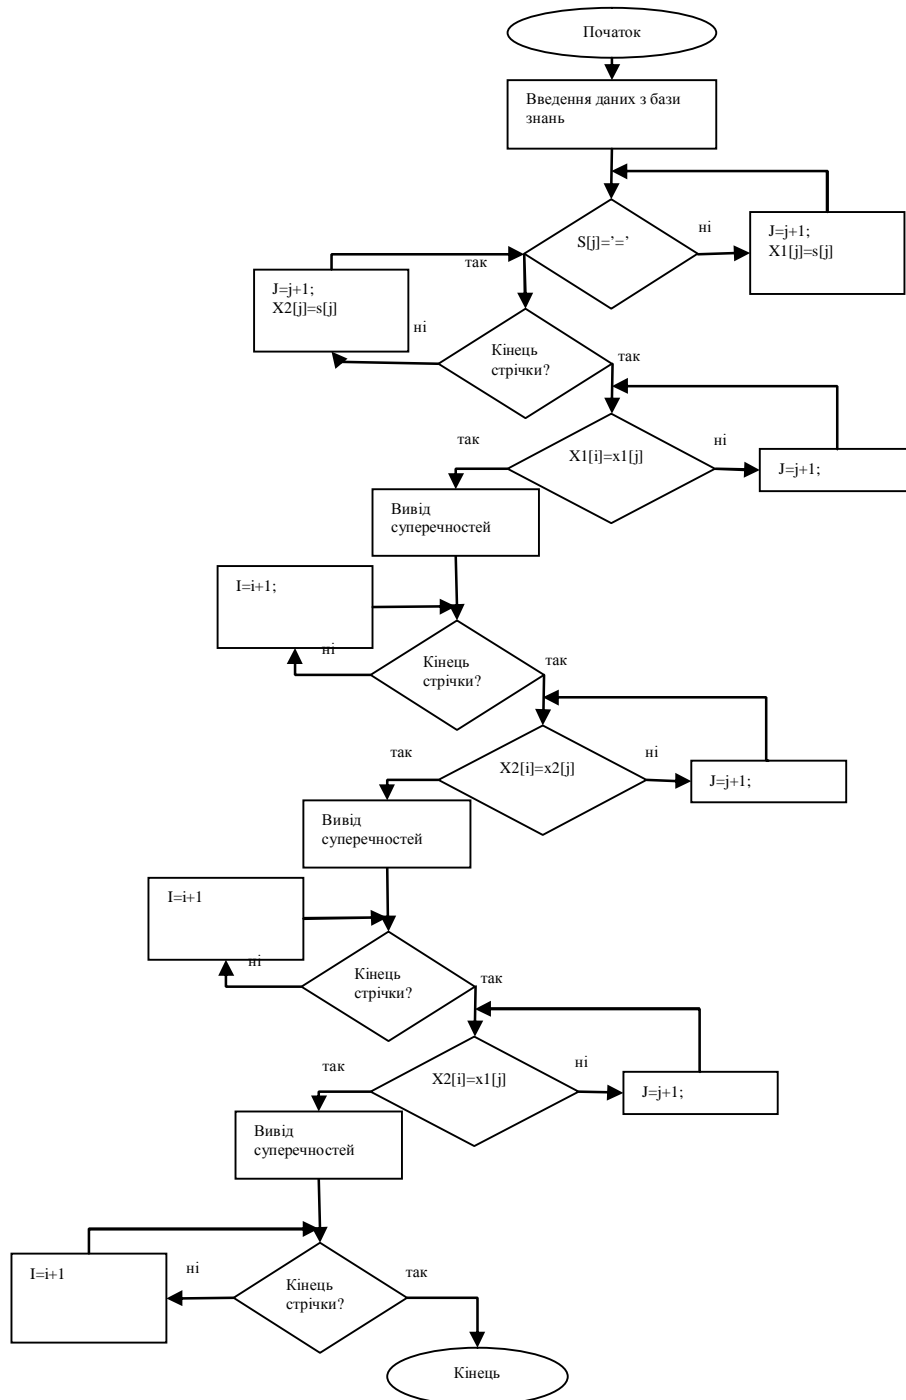 Початок
Введення даних з бази
знань
S[j]=’=’
ні
J=j+1;
X1[j]=s[j]
так
J=j+1;
X2[j]=s[j]
ні
Кінець
стрічки?
так
так
X1[i]=x1[j]
ні
J=j+1;
Вивід
суперечностей
I=i+1;
ні
Кінець
стрічки?
так
так
X2[i]=x2[j]
ні
J=j+1;
Вивід
суперечностей
I=i+1
ні
Кінець
стрічки?
так
так
X2[i]=x1[j]
ні
J=j+1;
Вивід
суперечностей
I=i+1
ні
Кінець
стрічки?
так
Кінець